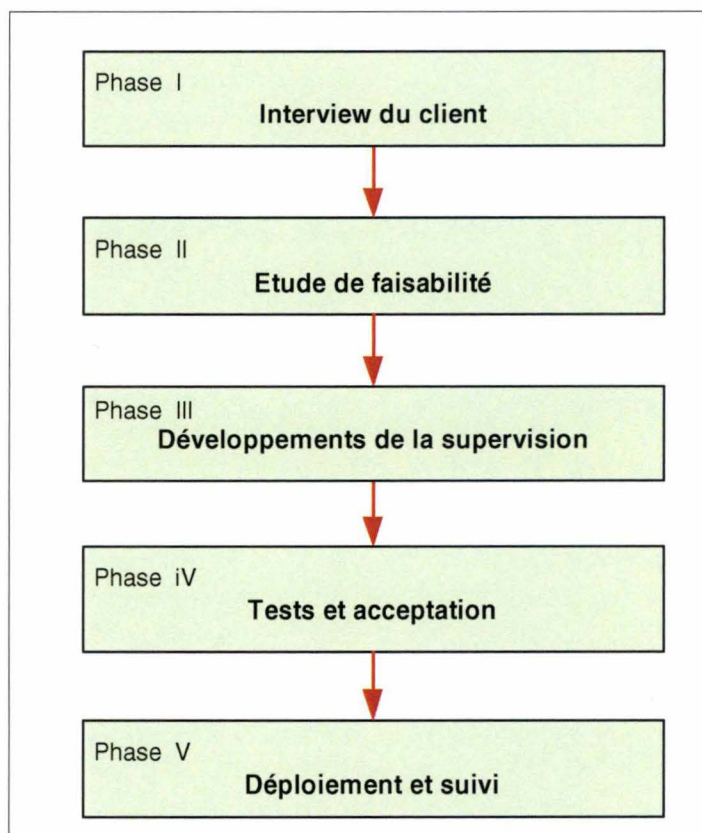 Phase I
Interview du client
Phase II
Etude de faisabilité
Phase III
Développements de la supervision
Phase iV
Tests et acceptation
Phase V
Déploiement et suivi